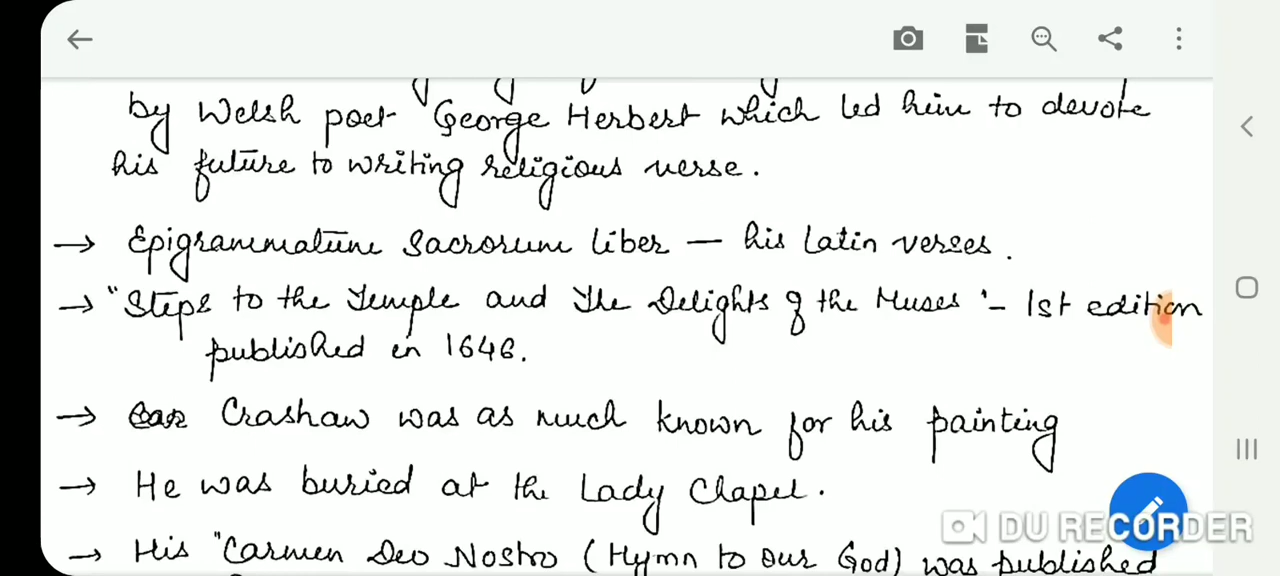 by Welsh poet George Herbert which led him to devote
his future to writing religious verse.
→ Epigrammatum Sacrorum Liber – his Latin verses.
→ "Steps to the Temple and The Delights of the Muses" – 1st edition
published in 1646.
→ Crashaw was as much known for his painting
→ He was buried at the Lady Chapel.
→ His "Carmen Deo Nostro (Hymn to our God) was published
DU RECORDER